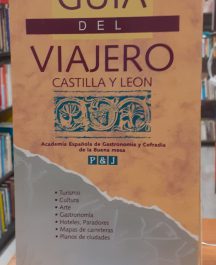 GUIA
DEL
VIAJERO
CASTILLA Y LEON
Academia Española de Gastronomía y Cofradía
de la Buena mesa
P&J
• Turismo
• Cultura
• Arte
• Gastronomía
• Hoteles; Paradores
• Mapas de carreteras
• Planos de ciudades